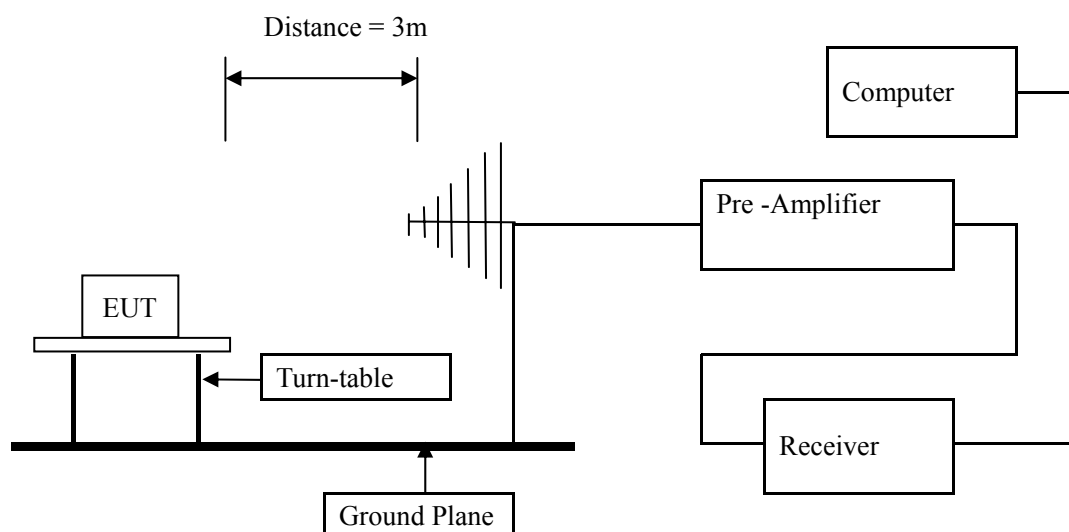 Distance = 3m
Computer
Pre -Amplifier
EUT
Turn-table
Receiver
Ground Plane